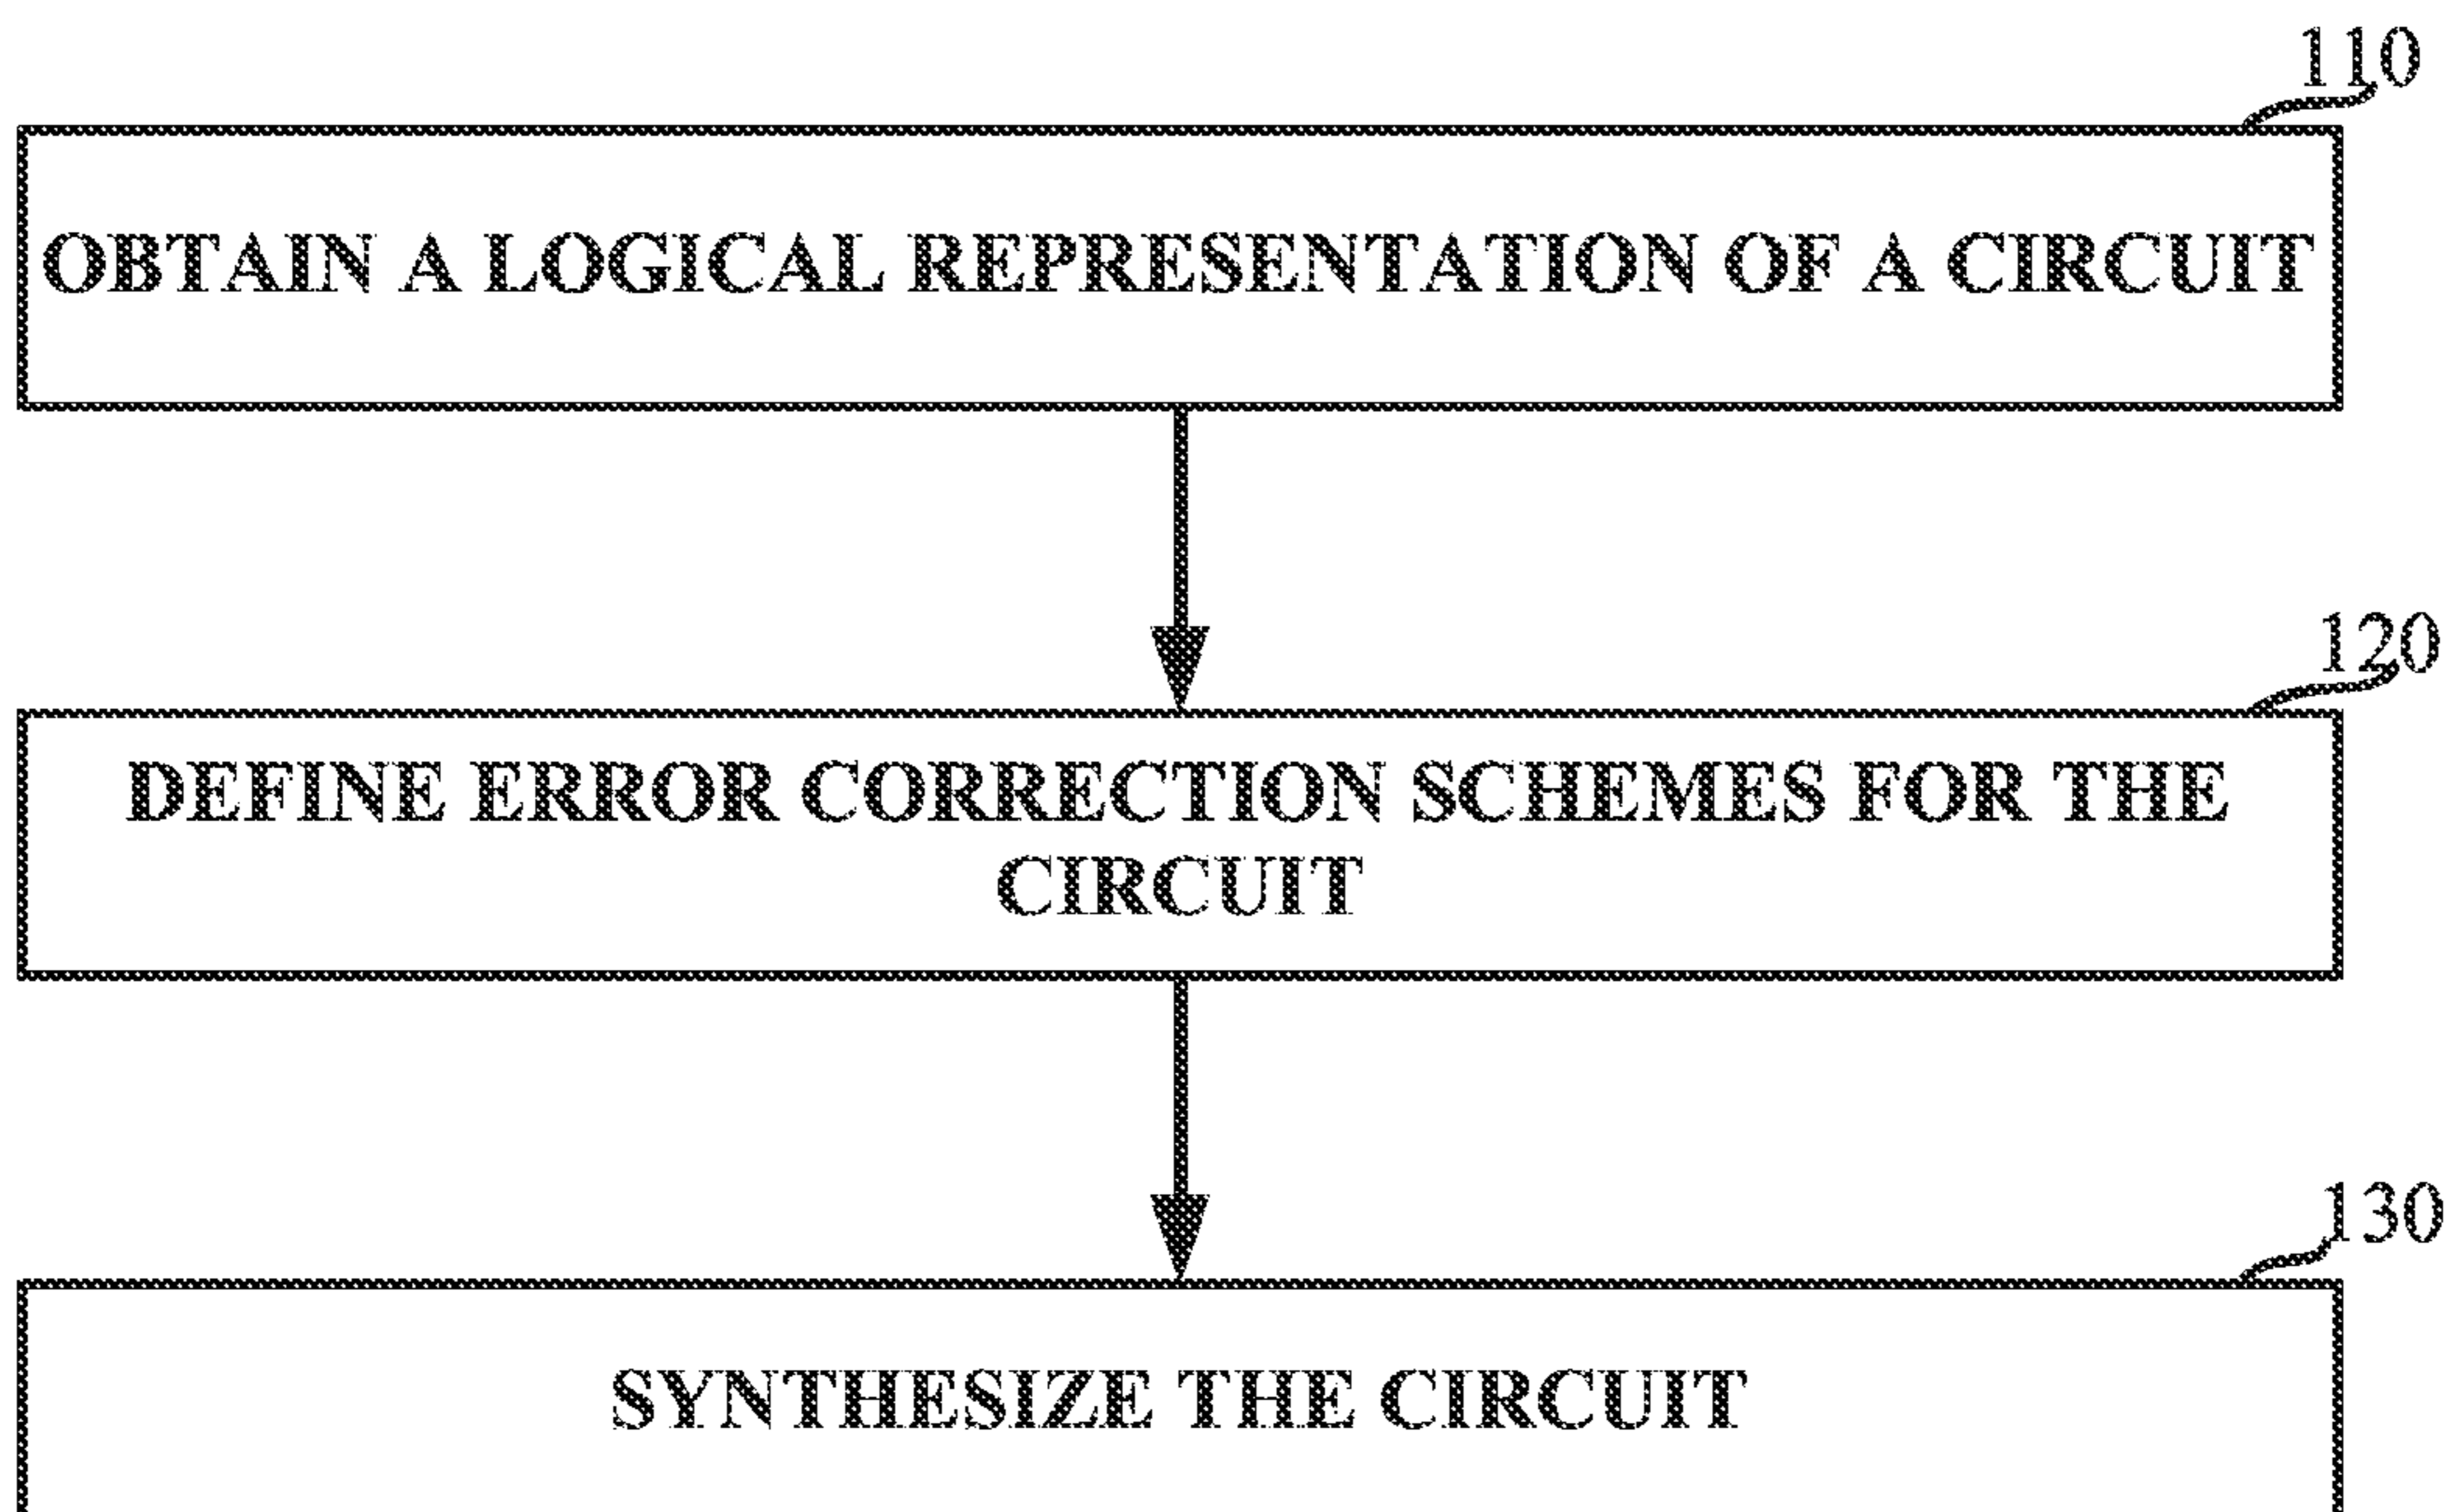 110
OBTAIN A LOGICAL REPRESENTATION OF A CIRCUIT
120
DEFINE ERROR CORRECTION SCHEMES FOR THE
CIRCUIT
130
SYNTHESIZE THE CIRCUIT